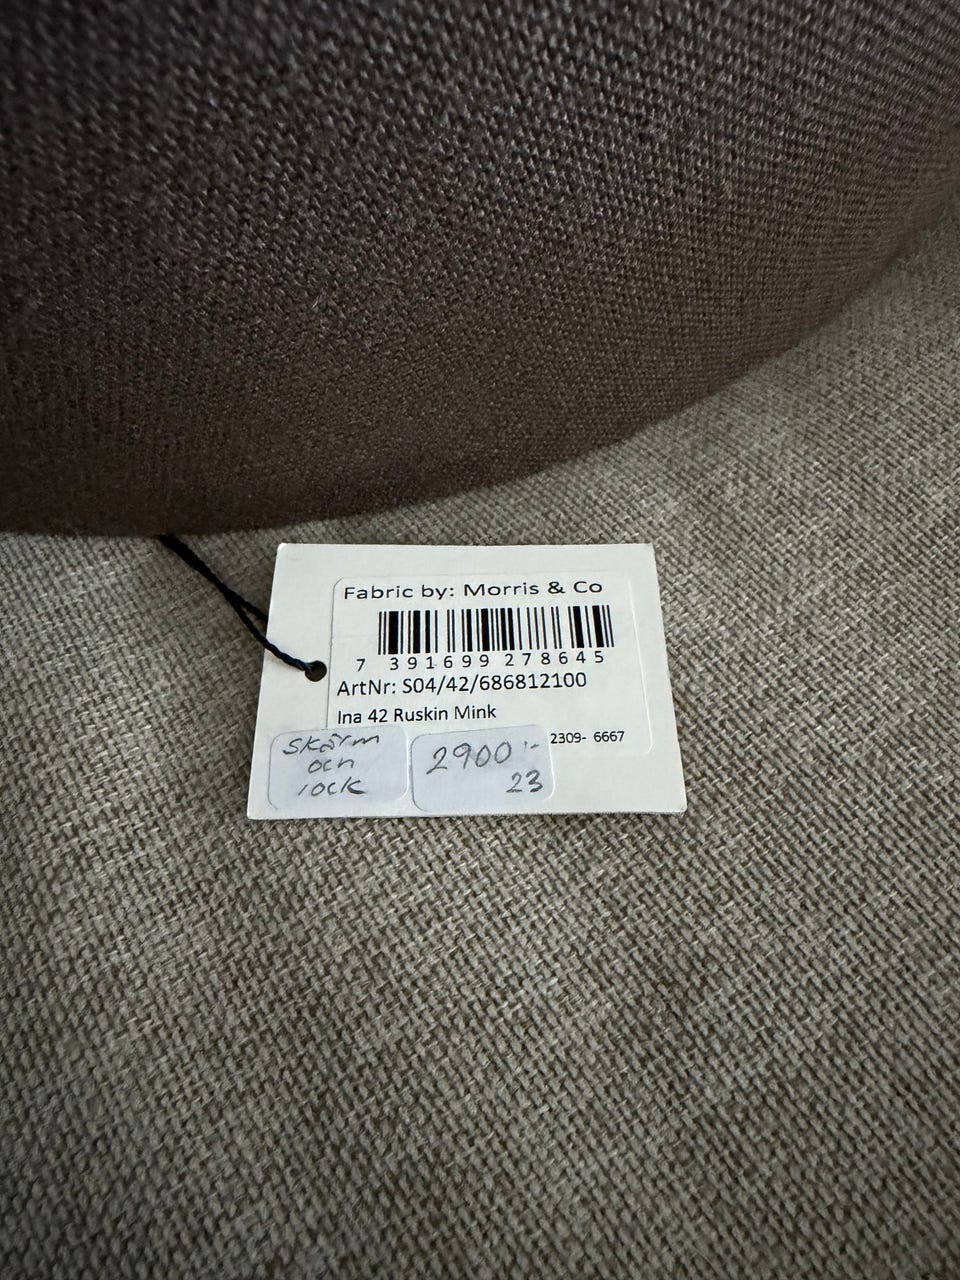 Fabric by: Morris & Co
7 391699 278645
ArtNr: S04/42/686812100
Ina 42 Ruskin Mink
2309- 6667
Skärm
och
lock
2900:-
23